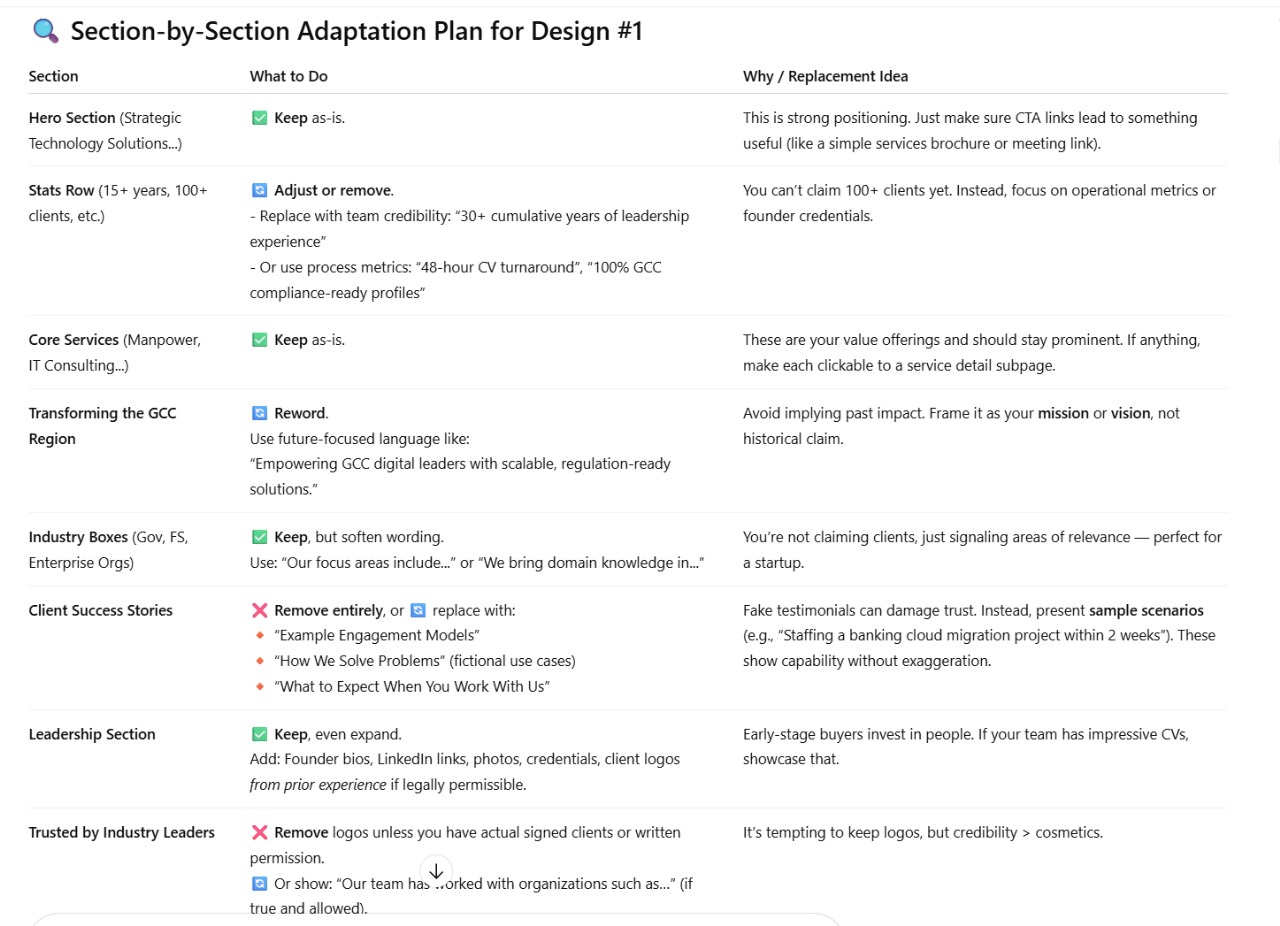 🔍 Section-by-Section Adaptation Plan for Design #1
Section What to Do Why / Replacement Idea
Hero Section (Strategic
Technology Solutions...)
✅ Keep as-is.
This is strong positioning. Just make sure CTA links lead to something
useful (like a simple services brochure or meeting link).
Stats Row (15+ years, 100+
clients, etc.)
🔄 Adjust or remove.
- Replace with team credibility: “30+ cumulative years of leadership
experience”
- Or use process metrics: “48-hour CV turnaround”, “100% GCC
compliance-ready profiles”
You can’t claim 100+ clients yet. Instead, focus on operational metrics or
founder credentials.
Core Services (Manpower,
IT Consulting...)
✅ Keep as-is.
These are your value offerings and should stay prominent. If anything,
make each clickable to a service detail subpage.
Transforming the GCC
Region
🔄 Reword.
Use future-focused language like:
“Empowering GCC digital leaders with scalable, regulation-ready
solutions.”
Avoid implying past impact. Frame it as your mission or vision, not
historical claim.
Industry Boxes (Gov, FS,
Enterprise Orgs)
✅ Keep, but soften wording.
Use: “Our focus areas include...” or “We bring domain knowledge in...”
You’re not claiming clients, just signaling areas of relevance — perfect for
a startup.
Client Success Stories
❌ Remove entirely, or 🔄 replace with:
🔸 “Example Engagement Models”
🔸 “How We Solve Problems” (fictional use cases)
🔸 “What to Expect When You Work With Us”
Fake testimonials can damage trust. Instead, present sample scenarios
(e.g., “Staffing a banking cloud migration project within 2 weeks”). These
show capability without exaggeration.
Leadership Section
✅ Keep, even expand.
Add: Founder bios, LinkedIn links, photos, credentials, client logos
from prior experience if legally permissible.
Early-stage buyers invest in people. If your team has impressive CVs,
showcase that.
Trusted by Industry Leaders
❌ Remove logos unless you have actual signed clients or written
permission.
🔄 Or show: “Our team has worked with organizations such as...” (if
true and allowed).
It’s tempting to keep logos, but credibility > cosmetics.